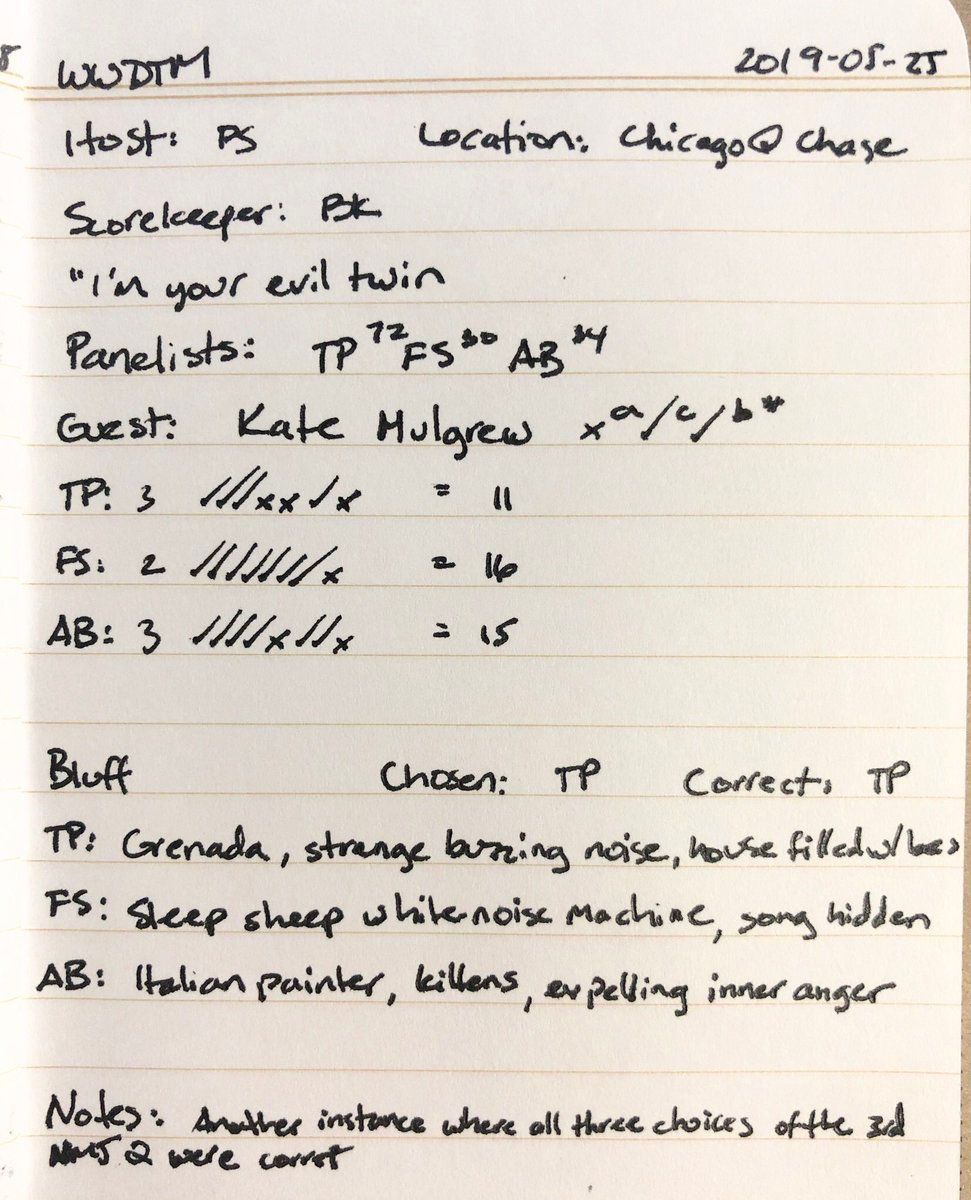 8
WWDTM 2019-05-25
Host: PS Location: Chicago @ Chase
Scorekeeper: BK
"I'm your evil twin
Panelists: TP 72 FS 30 AB 34
Guest: Kate Mulgrew x a/c/b*
TP: 3 ///xx/x = 11
FS: 2 ///////x = 16
AB: 3 ////x//x = 15
Bluff Chosen: TP Correct: TP
TP: Grenada, strange buzzing noise, house filled w/ bees
FS: Sleep sheep white noise machine, song hidden
AB: Italian painter, kittens, expelling inner anger
Notes: Another instance where all three choices of the 3rd
2 were corret